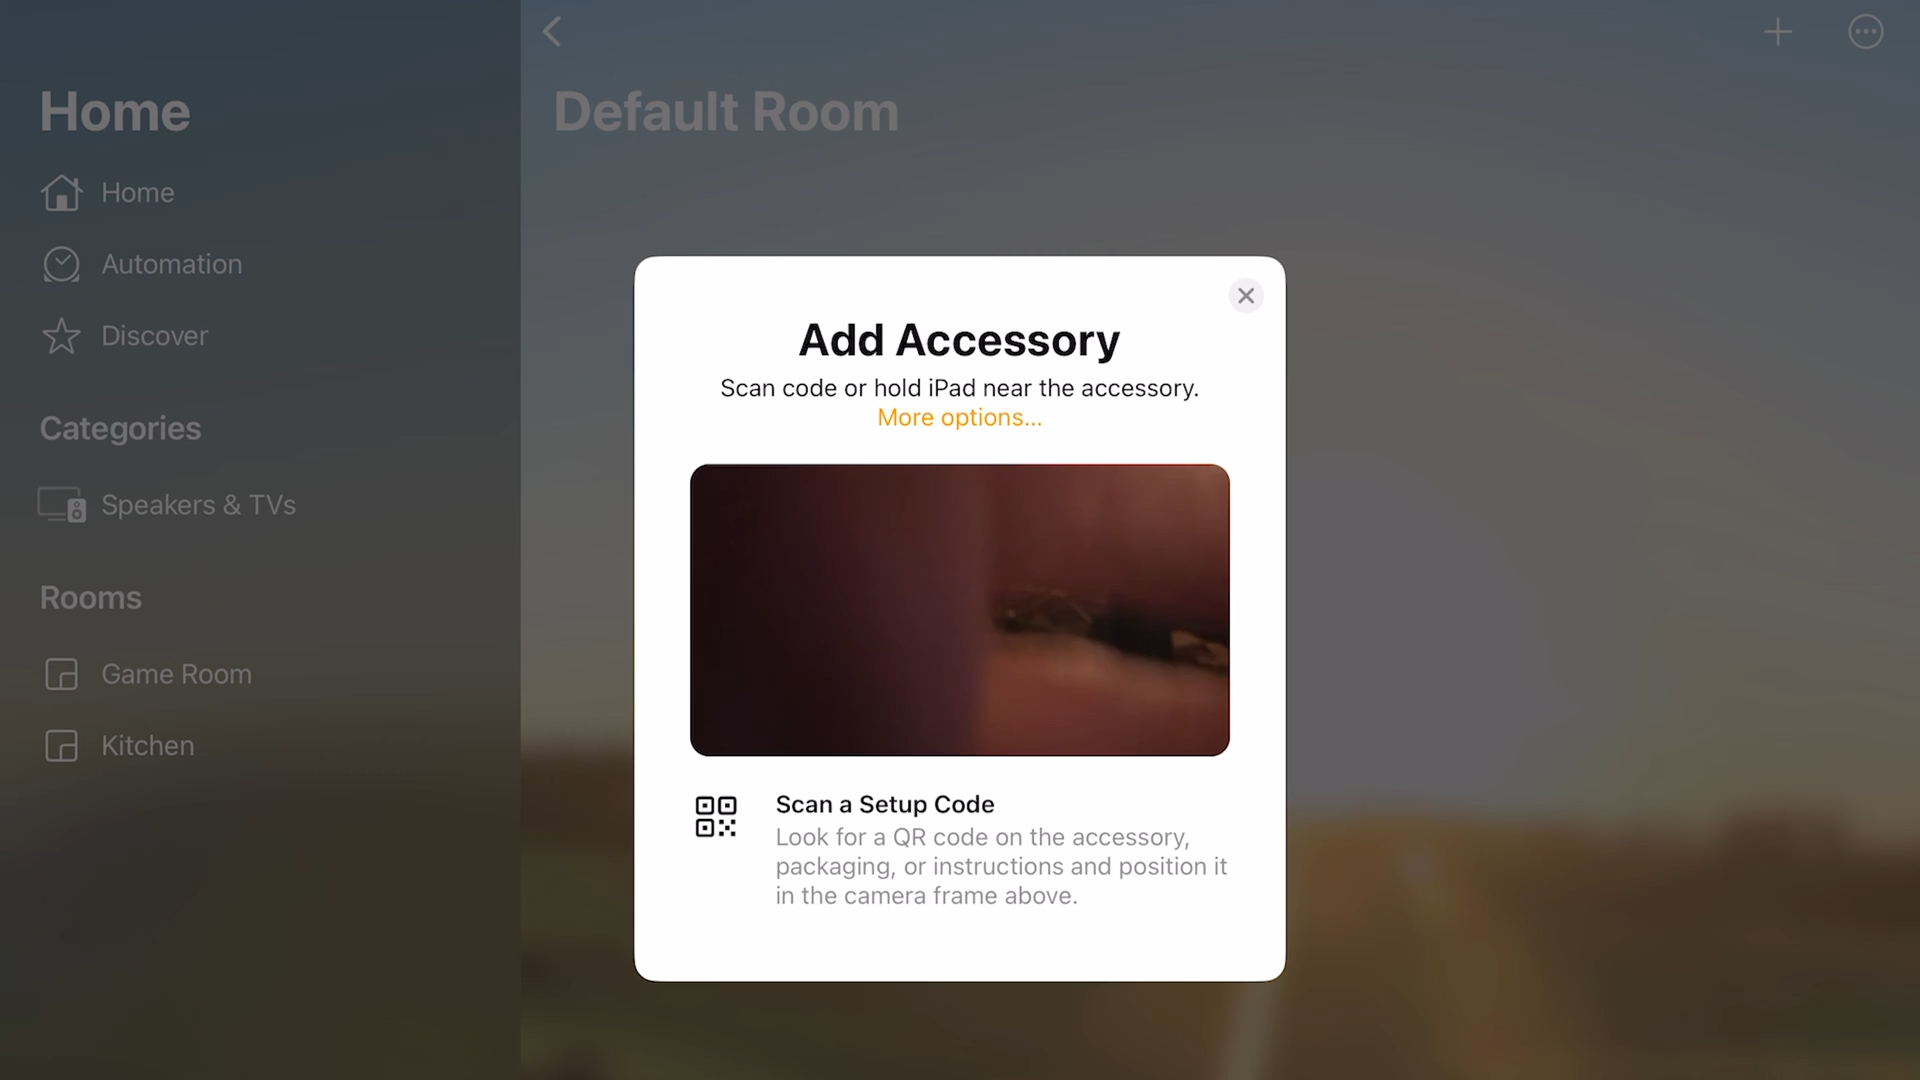 Home
Home
Automation
Discover
Categories
Speakers & TVs
Rooms
Game Room
Kitchen
Default Room
Add Accessory
Scan code or hold iPad near the accessory.
More options...
Scan a Setup Code
Look for a QR code on the accessory,
packaging, or instructions and position it
in the camera frame above.